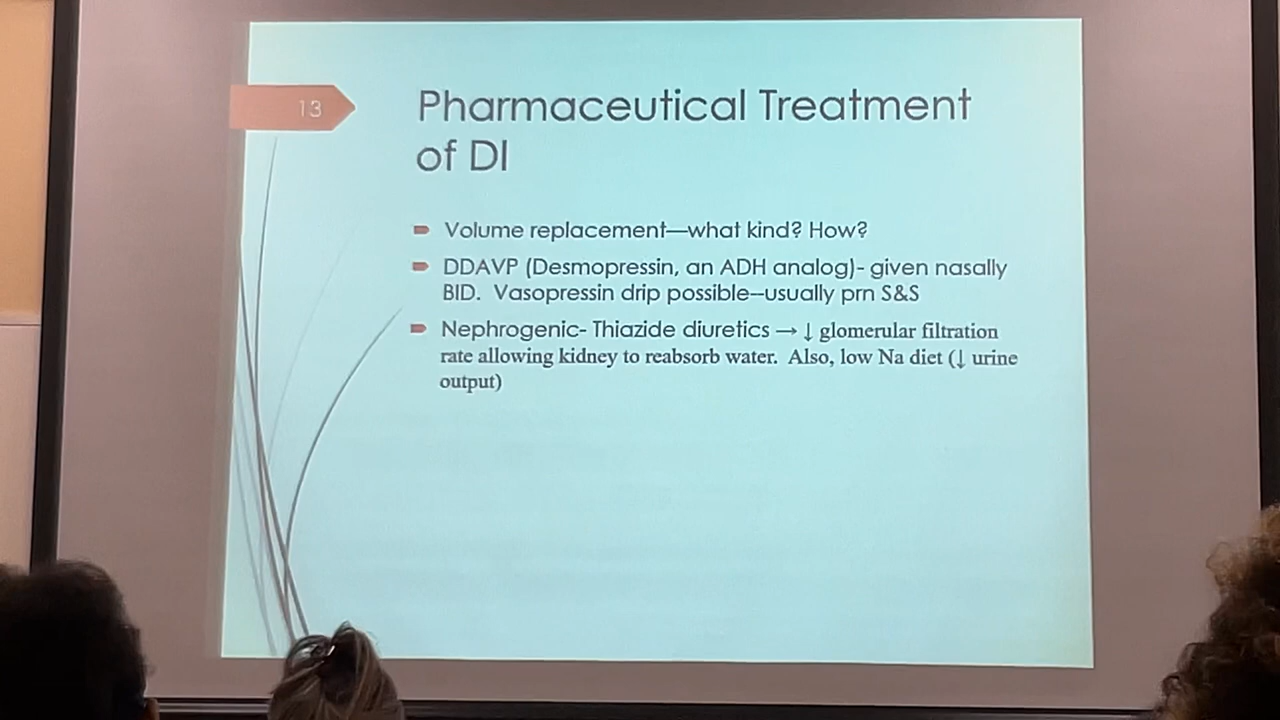 13
Pharmaceutical Treatment
of DI
Volume replacement—what kind? How?
DDAVP (Desmopressin, an ADH analog)- given nasally
BID.  Vasopressin drip possible—usually prn S&S
Nephrogenic- Thiazide diuretics → ↓ glomerular filtration
rate allowing kidney to reabsorb water.  Also, low Na diet (↓ urine
output)